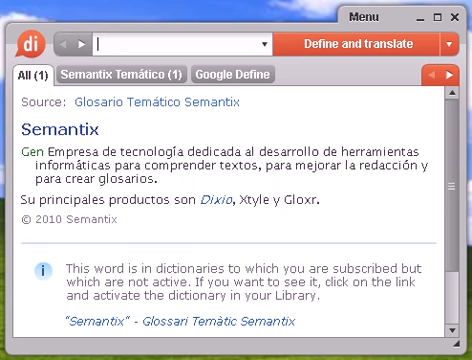 Menu
di
Define and translate
All (1)
Semantix Temático (1)
Google Define
Source: Glosario Temático Semantix
Semantix
Gen Empresa de tecnología dedicada al desarrollo de herramientas
informáticas para comprender textos, para mejorar la redacción y
para crear glosarios.
Su principales productos son Dixio, Xtyle y Gloxr.
© 2010 Semantix
i
This word is in dictionaries to which you are subscribed but
which are not active. If you want to see it, click on the link
and activate the dictionary in your Library.
"Semantix" - Glossari Temàtic Semantix